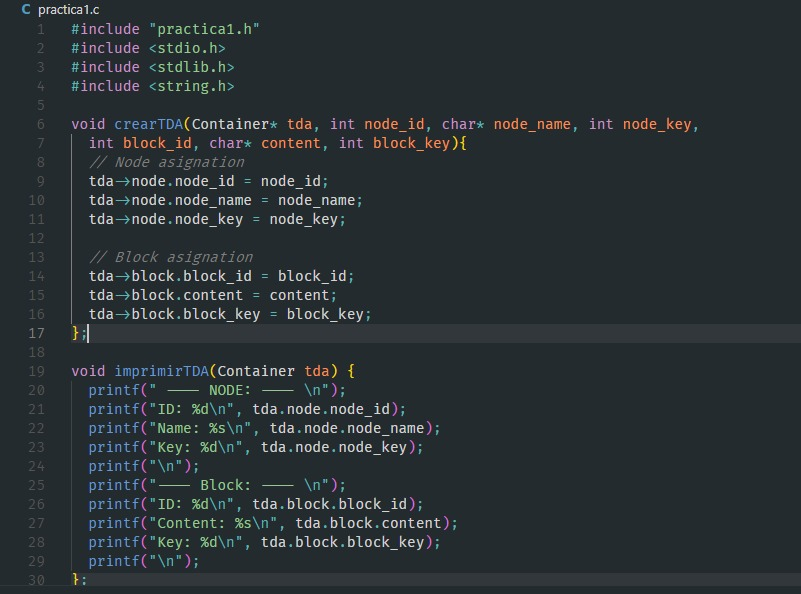 C practica1.c
1 #include "practica1.h"
2 #include <stdio.h>
3 #include <stdlib.h>
4 #include <string.h>
5
6 void crearTDA(Container* tda, int node_id, char* node_name, int node_key,
7   int block_id, char* content, int block_key){
8   // Node asignation
9   tda->node.node_id = node_id;
10   tda->node.node_name = node_name;
11   tda->node.node_key = node_key;
12
13   // Block asignation
14   tda->block.block_id = block_id;
15   tda->block.content = content;
16   tda->block.block_key = block_key;
17 };
18
19 void imprimirTDA(Container tda) {
20   printf(" ---- NODE: ---- \n");
21   printf("ID: %d\n", tda.node.node_id);
22   printf("Name: %s\n", tda.node.node_name);
23   printf("Key: %d\n", tda.node.node_key);
24   printf("\n");
25   printf("---- Block: ---- \n");
26   printf("ID: %d\n", tda.block.block_id);
27   printf("Content: %s\n", tda.block.content);
28   printf("Key: %d\n", tda.block.block_key);
29   printf("\n");
30 };